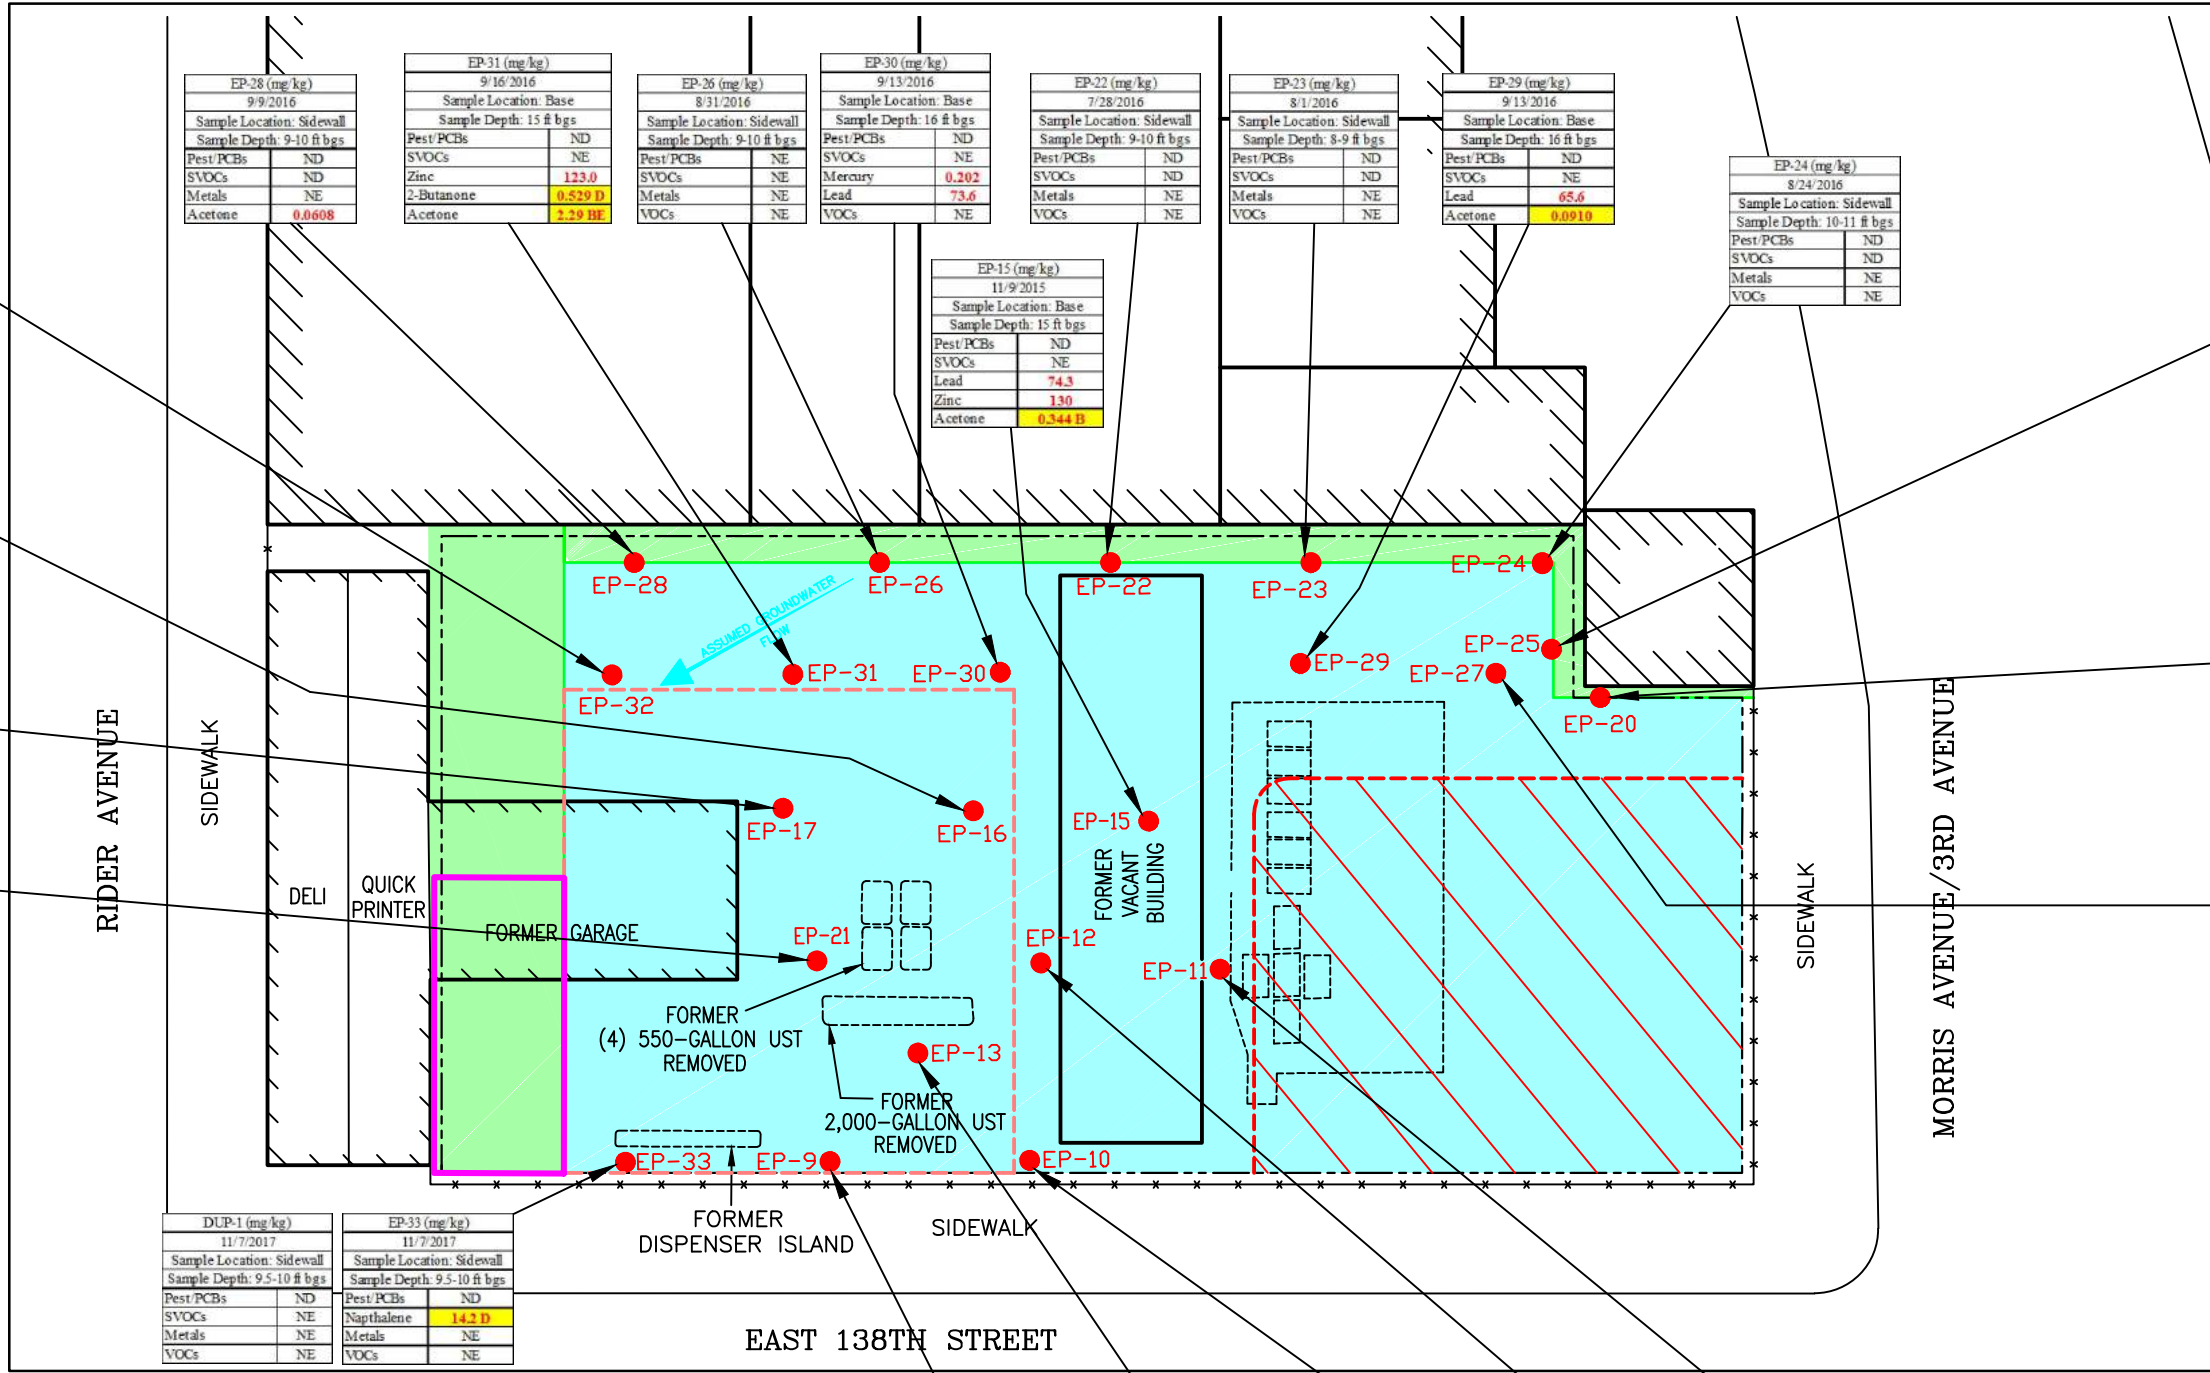 EP-28 (mg/kg)
9/9/2016
Sample Location: Sidewall
Sample Depth: 9-10 ft bgs
Pest/PCBs ND
SVOCs ND
Metals NE
Acetone 0.0608
EP-31 (mg/kg)
9/16/2016
Sample Location: Base
Sample Depth: 15 ft bgs
Pest/PCBs ND
SVOCs NE
Zinc 123.0
2-Butanone 0.529 D
Acetone 2.29 BE
EP-26 (mg/kg)
8/31/2016
Sample Location: Sidewall
Sample Depth: 9-10 ft bgs
Pest/PCBs NE
SVOCs NE
Metals NE
VOCs NE
EP-30 (mg/kg)
9/13/2016
Sample Location: Base
Sample Depth: 16 ft bgs
Pest/PCBs ND
SVOCs NE
Mercury 0.202
Lead 73.6
VOCs NE
EP-22 (mg/kg)
7/28/2016
Sample Location: Sidewall
Sample Depth: 9-10 ft bgs
Pest/PCBs ND
SVOCs ND
Metals NE
VOCs NE
EP-23 (mg/kg)
8/1/2016
Sample Location: Sidewall
Sample Depth: 8-9 ft bgs
Pest/PCBs ND
SVOCs ND
Metals NE
VOCs NE
EP-29 (mg/kg)
9/13/2016
Sample Location: Base
Sample Depth: 16 ft bgs
Pest/PCBs ND
SVOCs NE
Lead 65.6
Acetone 0.0910
EP-24 (mg/kg)
8/24/2016
Sample Location: Sidewall
Sample Depth: 10-11 ft bgs
Pest/PCBs ND
SVOCs ND
Metals NE
VOCs NE
EP-15 (mg/kg)
11/9/2015
Sample Location: Base
Sample Depth: 15 ft bgs
Pest/PCBs ND
SVOCs NE
Lead 74.3
Zinc 130
Acetone 0.344 B
EP-28
EP-26
EP-22
EP-23
EP-24
ASSUMED GROUNDWATER
FLOW
EP-25
EP-32
EP-31
EP-30
EP-29
EP-27
EP-20
RIDER AVENUE
SIDEWALK
EP-17
EP-16
EP-15
FORMER
VACANT
BUILDING
DELI
QUICK
PRINTER
FORMER GARAGE
EP-21
EP-12
EP-11
SIDEWALK
MORRIS AVENUE/3RD AVENUE
FORMER
(4) 550-GALLON UST
REMOVED
EP-13
FORMER
2,000-GALLON UST
REMOVED
EP-33
EP-9
EP-10
FORMER
DISPENSER ISLAND
SIDEWALK
DUP-1 (mg/kg)
11/7/2017
Sample Location: Sidewall
Sample Depth: 9.5-10 ft bgs
Pest/PCBs ND
SVOCs NE
Metals NE
VOCs NE
EP-33 (mg/kg)
11/7/2017
Sample Location: Sidewall
Sample Depth: 9.5-10 ft bgs
Pest/PCBs ND
Napthalene 14.2 D
Metals NE
VOCs NE
EAST 138TH STREET